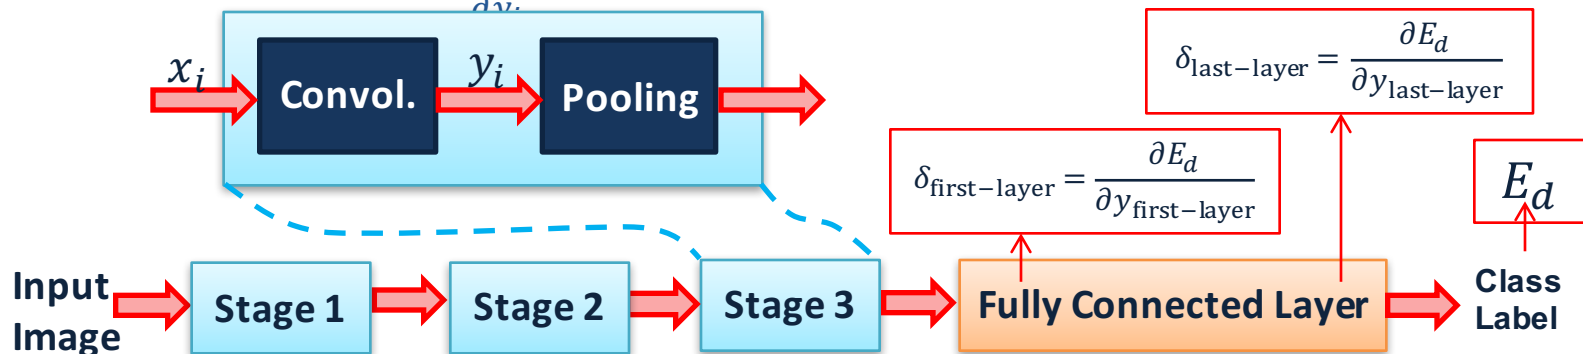 dy_i
x_i
Convol.
y_i
Pooling
δ_last−layer = ∂E_d / ∂y_last−layer
δ_first−layer = ∂E_d / ∂y_first−layer
E_d
Input
Image
Stage 1
Stage 2
Stage 3
Fully Connected Layer
Class
Label